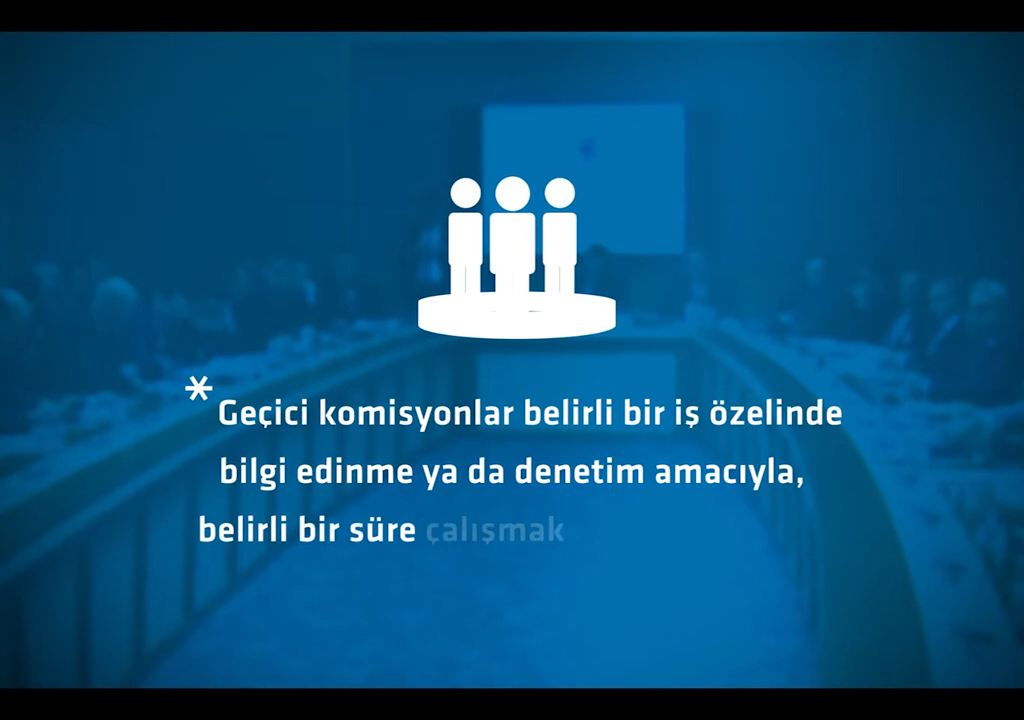 * Geçici komisyonlar belirli bir iş özelinde
bilgi edinme ya da denetim amacıyla,
belirli bir süre çalışmak